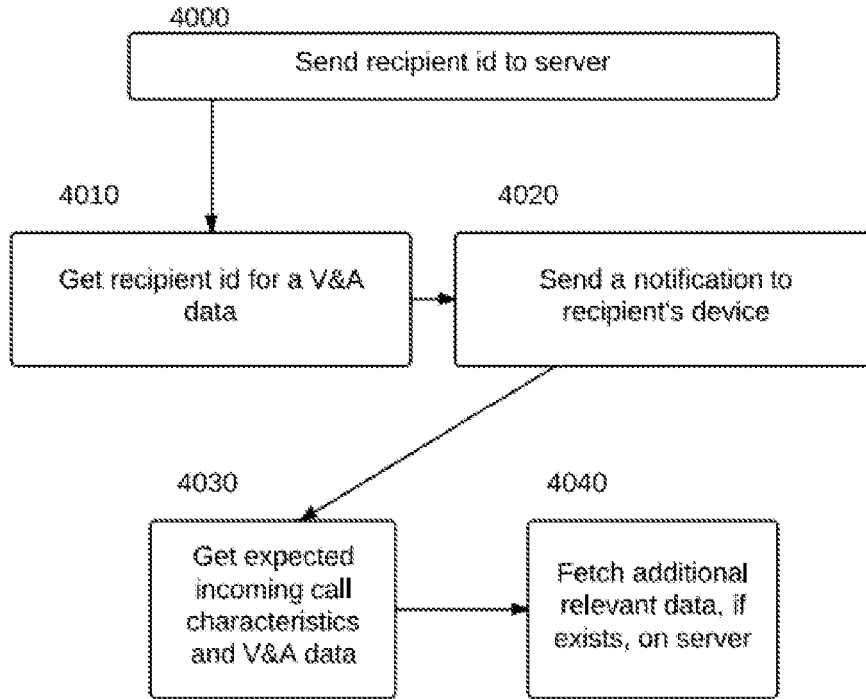 4000
Send recipient id to server
4010
4020
Get recipient id for a V&A
data
Send a notification to
recipient's device
4030
4040
Get expected
incoming call
characteristics
and V&A data
Fetch additional
relevant data, if
exists, on server